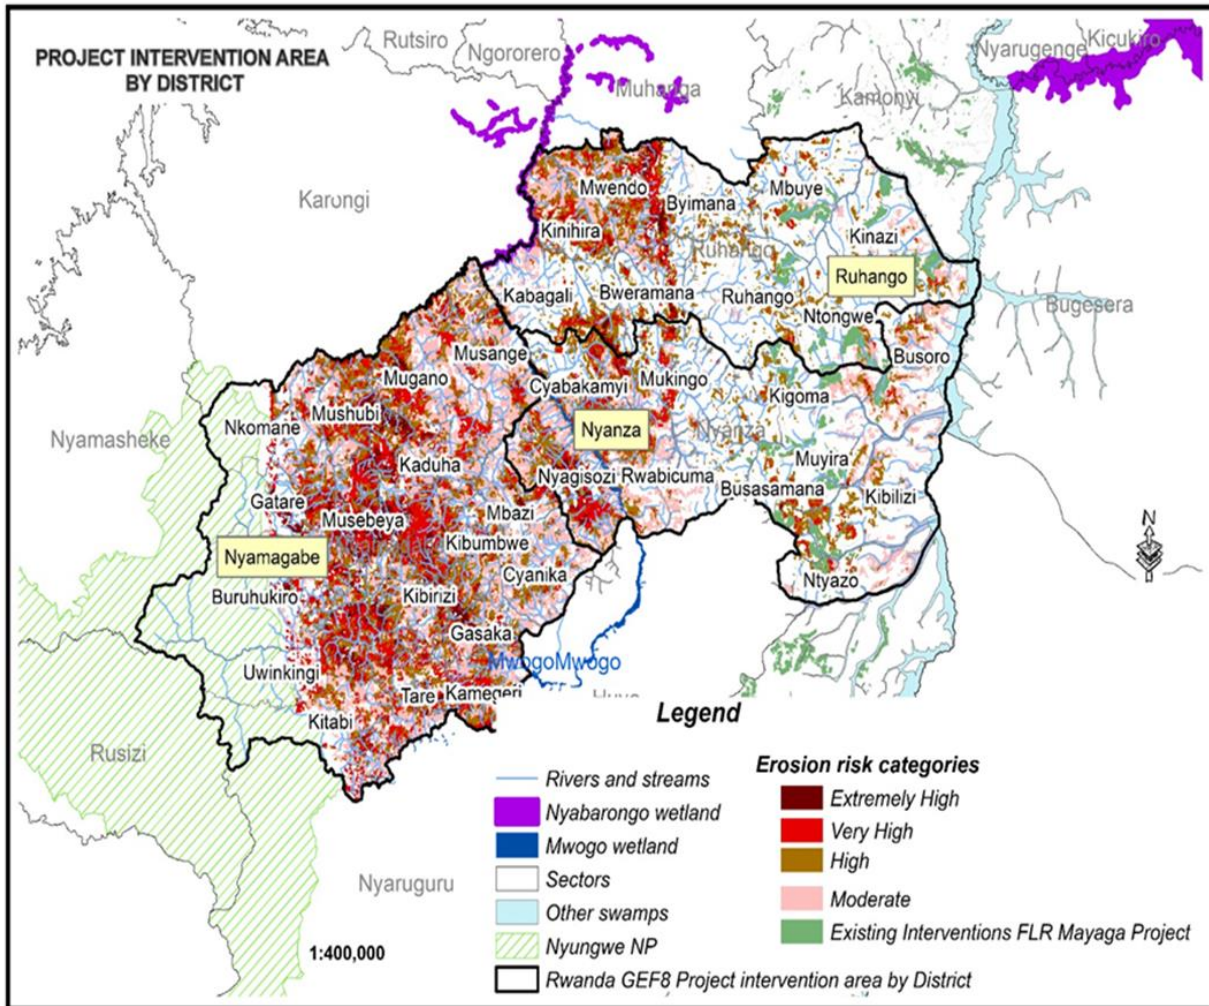 PROJECT INTERVENTION AREA
BY DISTRICT
Rutsiro
Ngororero
Muhanga
Kamonyi
Nyarugenge
Kicukiro
Karongi
Mwendo
Byimana
Mbuye
Kinihira
Ruhango
Kinazi
Ruhango
Kabagali
Bweramana
Ruhango
Ntongwe
Bugesera
Busoro
Musange
Mugano
Cyabakamyi
Mukingo
Kigoma
Nyamasheke
Nkomane
Mushubi
Nyanza
Nyanza
Kaduha
Nyagisozi
Rwabicuma
Muyira
Busasamana
Kibilizi
Gatare
Musebeya
Mbazi
Nyamagabe
Kibumbwe
Cyanika
Ntyazo
N
Buruhukiro
Kibirizi
Gasaka
MwogoMwogo
Uwinkingi
Tare
Kamegeri
Kitabi
Rusizi
Nyaruguru
1:400,000
Legend
Rivers and streams
Nyabarongo wetland
Mwogo wetland
Sectors
Other swamps
Nyungwe NP
Rwanda GEF8 Project intervention area by District
Erosion risk categories
Extremely High
Very High
High
Moderate
Existing Interventions FLR Mayaga Project